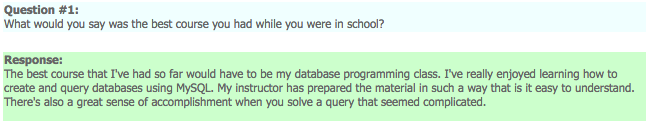 Question #1:
What would you say was the best course you had while you were in school?
Response:
The best course that I've had so far would have to be my database programming class. I've really enjoyed learning how to
create and query databases using MySQL. My instructor has prepared the material in such a way that is it easy to understand.
There's also a great sense of accomplishment when you solve a query that seemed complicated.